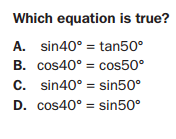 Which equation is true?
A. sin40° = tan50°
B. cos40° = cos50°
C. sin40° = sin50°
D. cos40° = sin50°